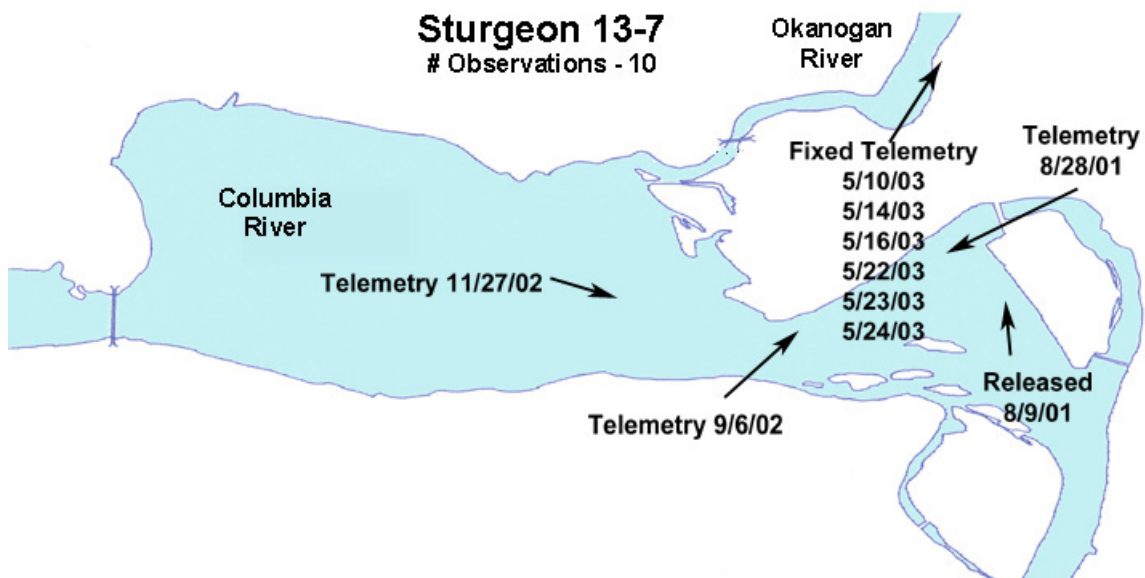 Sturgeon 13-7
# Observations - 10
Okanogan
River
Fixed Telemetry
5/10/03
5/14/03
5/16/03
5/22/03
5/23/03
5/24/03
Telemetry
8/28/01
Columbia
River
Telemetry 11/27/02
Telemetry 9/6/02
Released
8/9/01